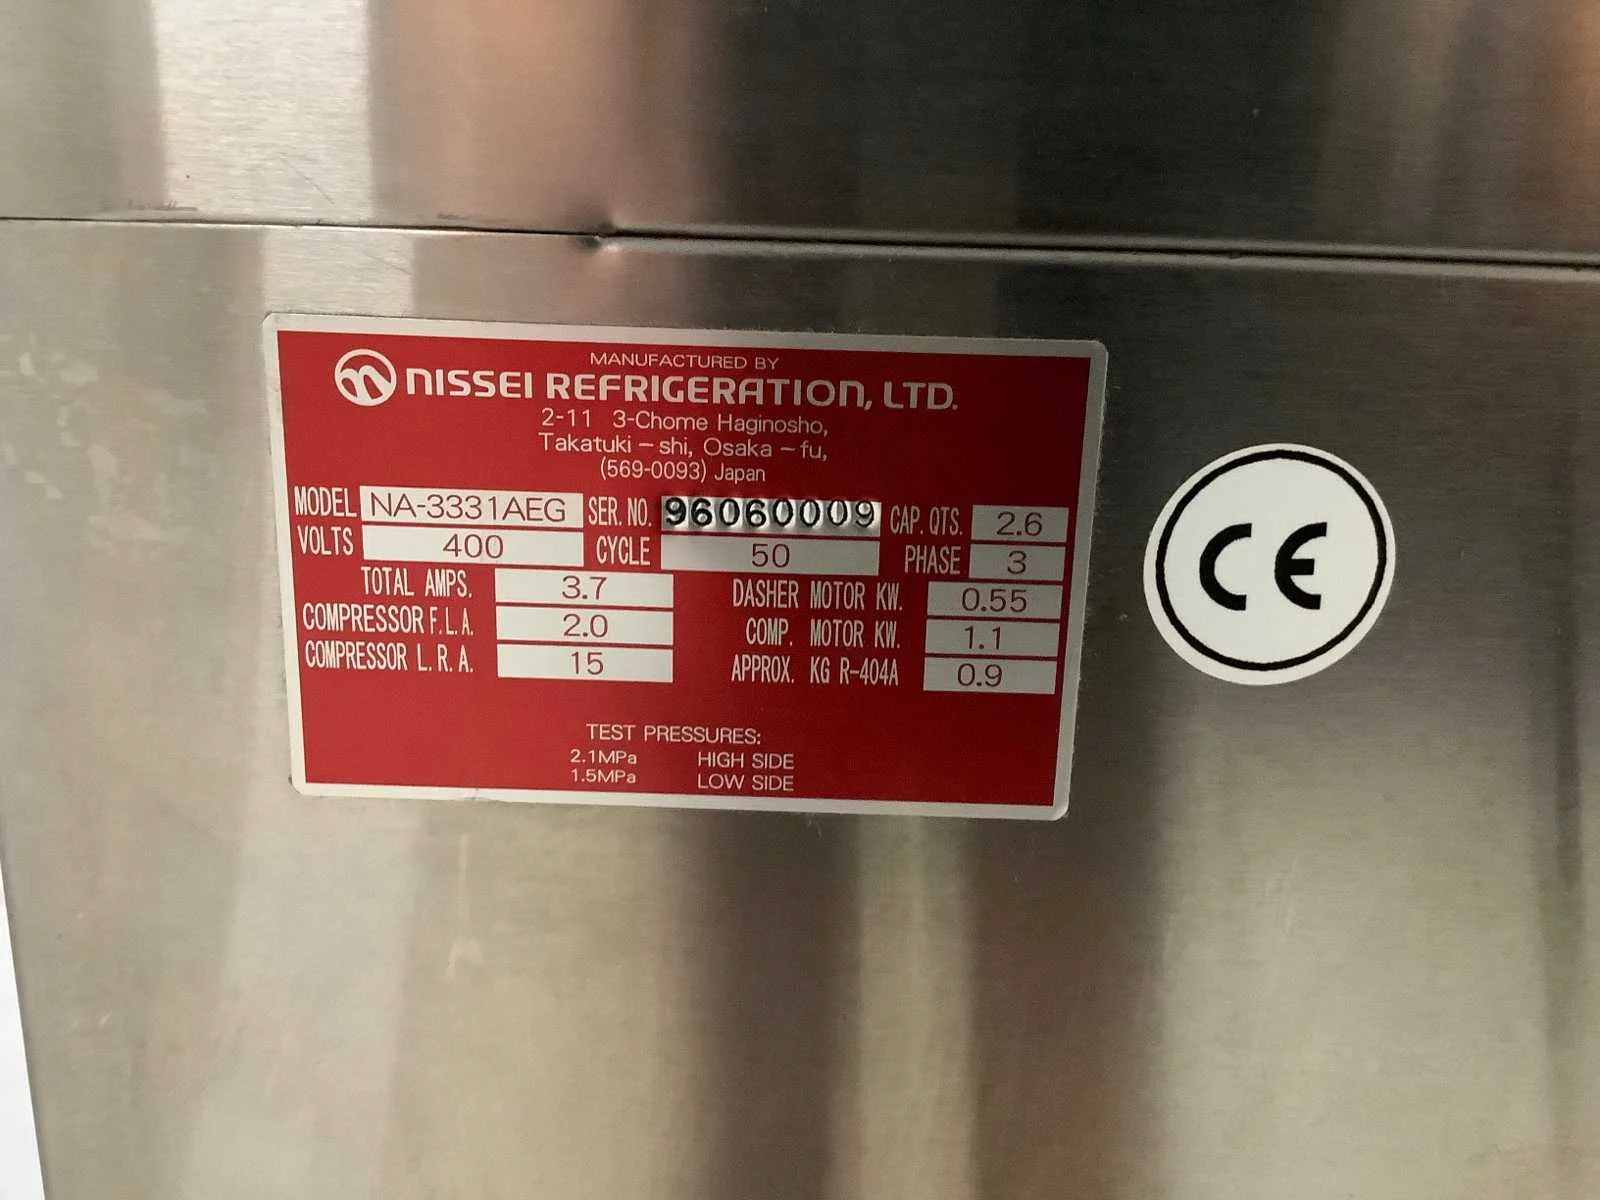 MANUFACTURED BY
NISSEI REFRIGERATION, LTD.
2-11 3-Chome Haginosho,
Takatuki-shi, Osaka-fu,
(569-0093) Japan
MODEL NA-3331AEG SER. NO. 96060009 CAP. QTS. 2.6
VOLTS 400 CYCLE 50 PHASE 3
TOTAL AMPS. 3.7 DASHER MOTOR KW. 0.55
COMPRESSOR F.L.A. 2.0 COMP. MOTOR KW. 1.1
COMPRESSOR L.R.A. 15 APPROX. KG R-404A 0.9
TEST PRESSURES:
2.1MPa HIGH SIDE
1.5MPa LOW SIDE
CE